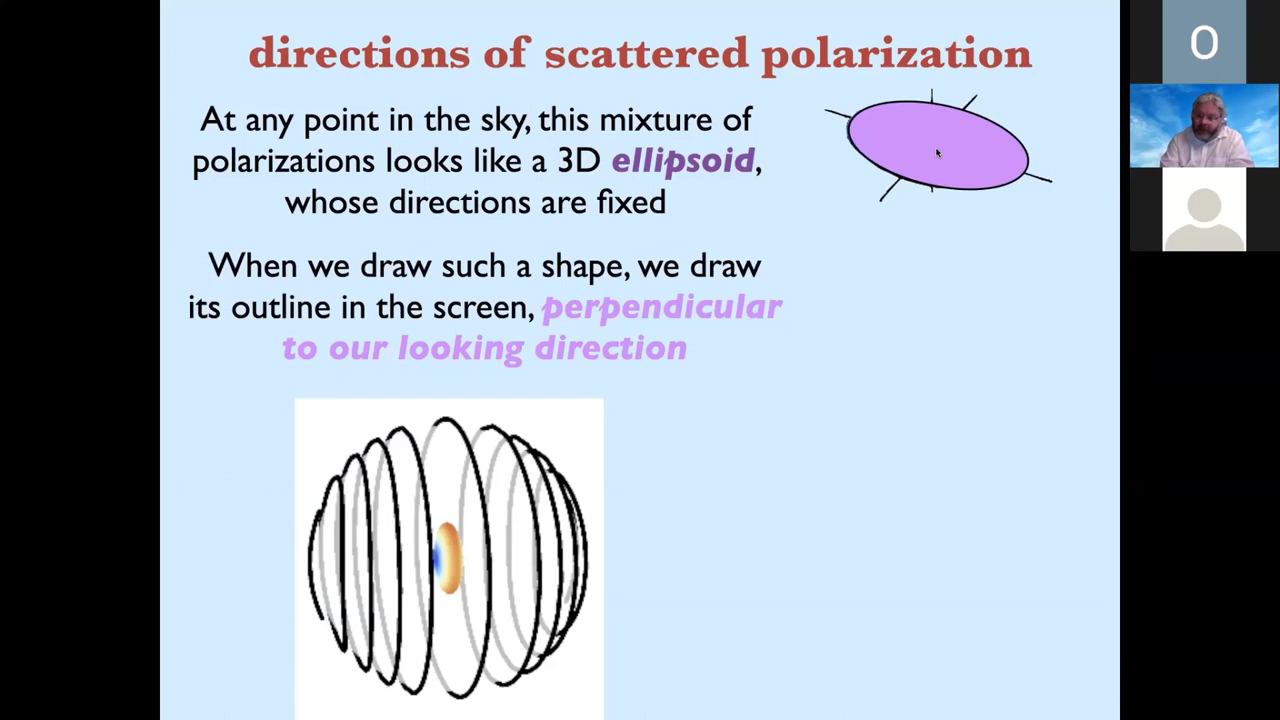 directions of scattered polarization
At any point in the sky, this mixture of
polarizations looks like a 3D ellipsoid,
whose directions are fixed
When we draw such a shape, we draw
its outline in the screen, perpendicular
to our looking direction
O